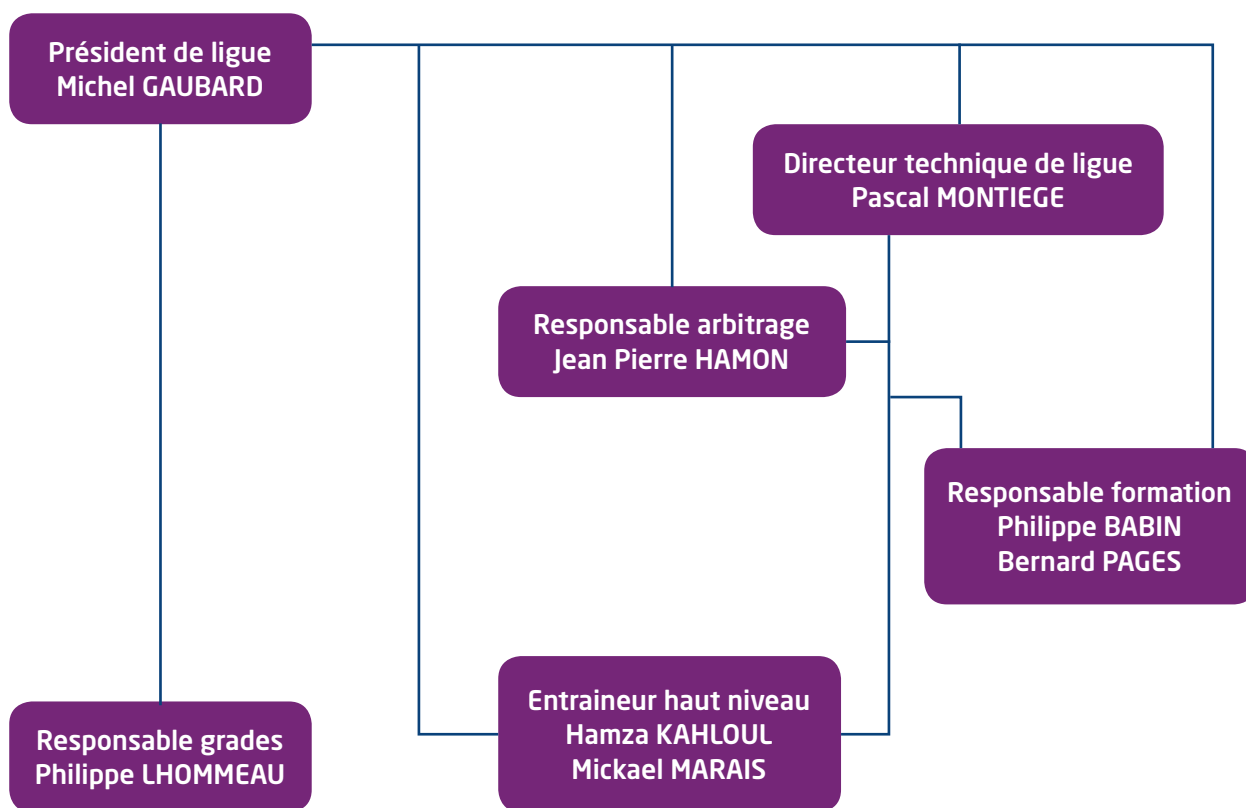 Président de ligue
Michel GAUBARD
Directeur technique de ligue
Pascal MONTIEGE
Responsable arbitrage
Jean Pierre HAMON
Responsable formation
Philippe BABIN
Bernard PAGES
Entraineur haut niveau
Hamza KAHLOUL
Mickael MARAIS
Responsable grades
Philippe LHOMMEAU